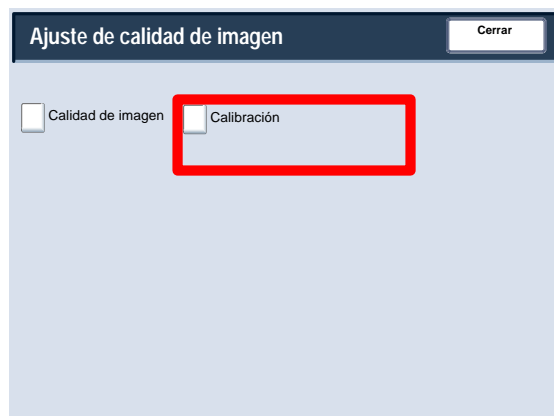 Ajuste de calidad de imagen
Cerrar
Calidad de imagen
Calibración